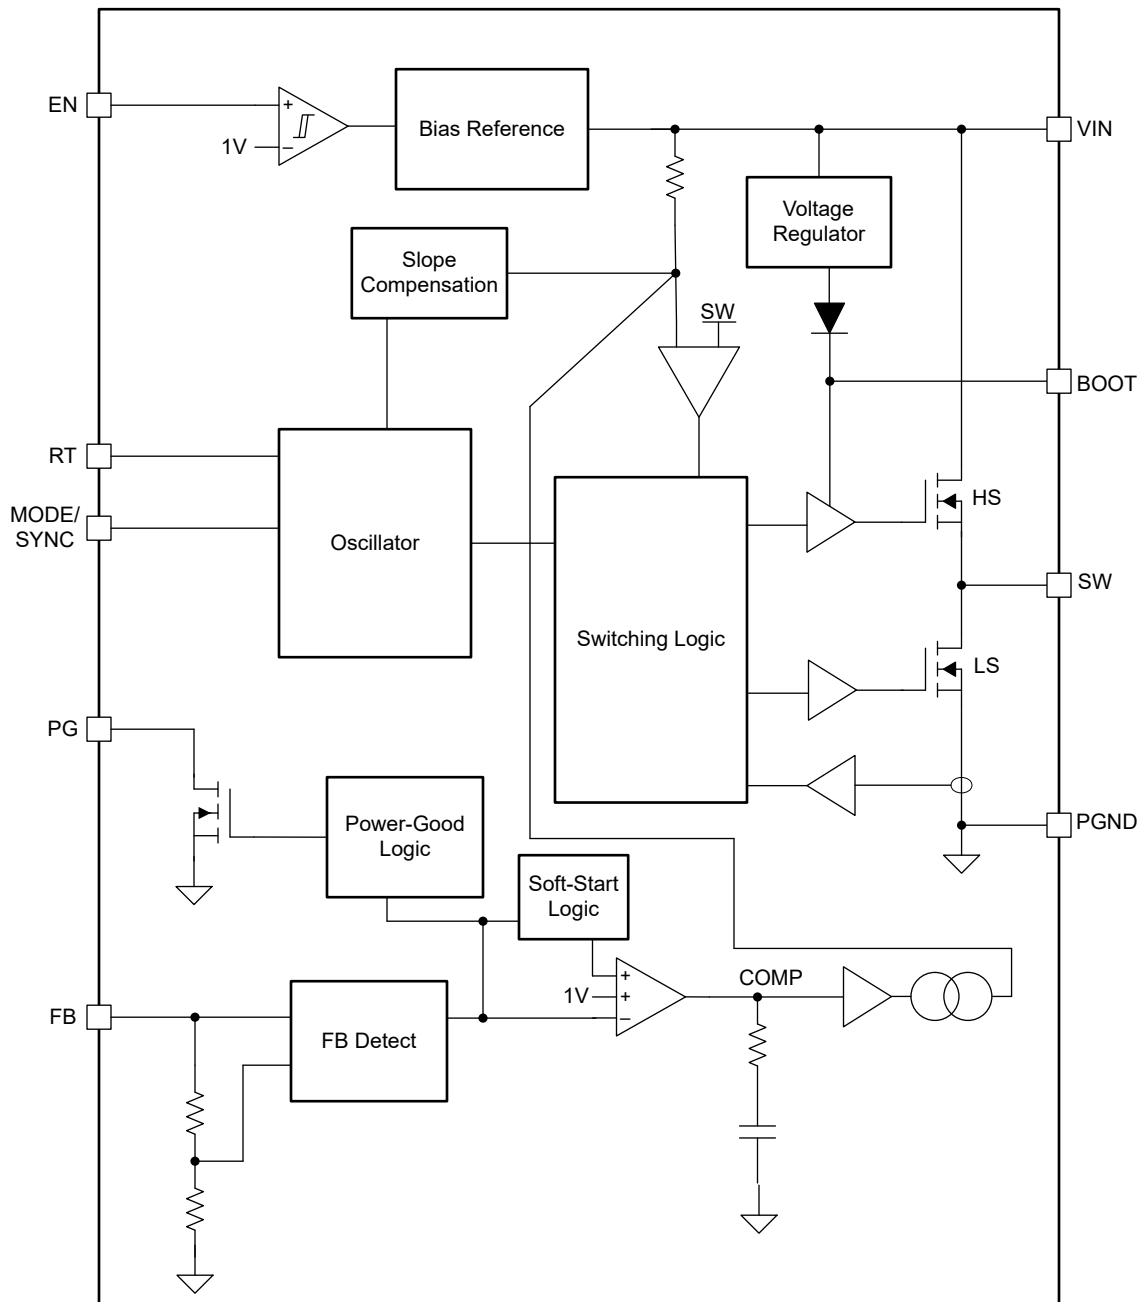 EN
+
1V
−
Bias Reference
VIN
Voltage
Regulator
Slope
Compensation
SW
BOOT
RT
MODE/
SYNC
Oscillator
HS
SW
Switching Logic
LS
PG
Power-Good
Logic
PGND
Soft-Start
Logic
+
1V
+
−
COMP
FB
FB Detect